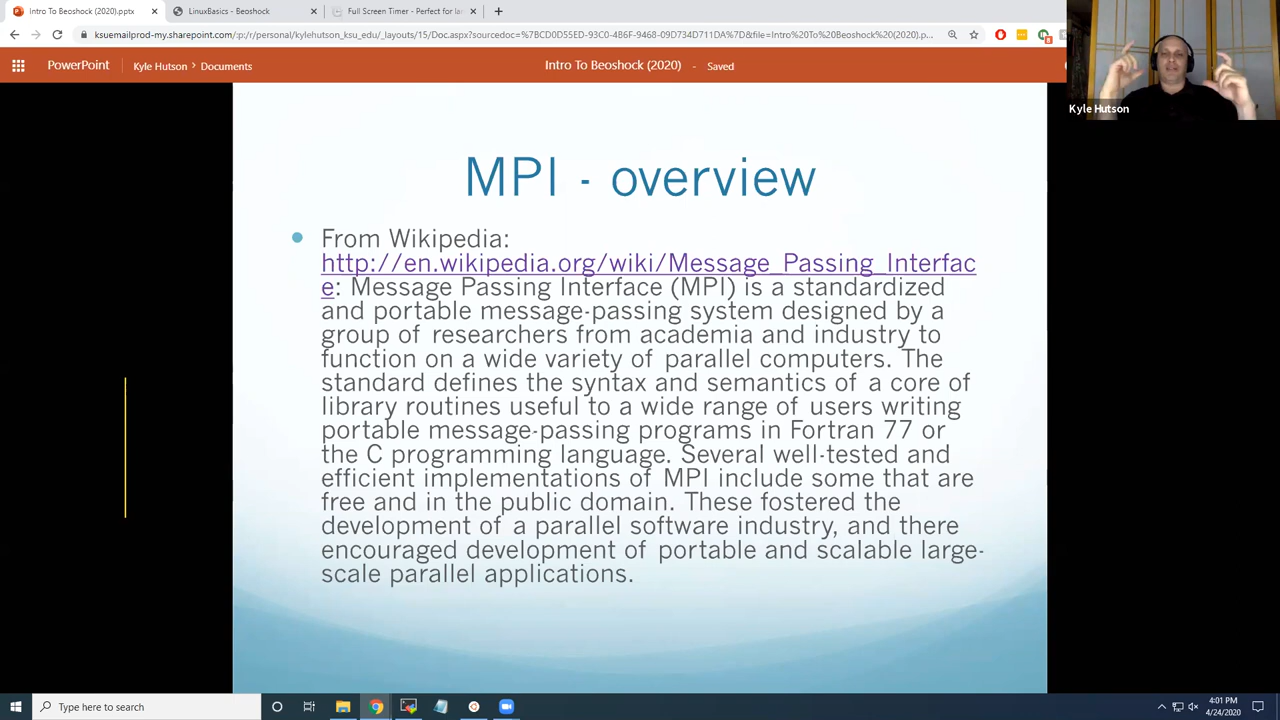 Intro To Beoshock (2020).pptx
LinuxBasics - Beoshock
Full Screen Timer - Perfect for la
ksuemailprod-my.sharepoint.com/:p:/r/personal/kylehutson_ksu_edu/_layouts/15/Doc.aspx?sourcedoc=%7BCD0D55ED-93C0-4B6F-9468-09D734D711DA%7D&file=Intro%20To%20Beoshock%20(2020).p...
PowerPoint
Kyle Hutson > Documents
Intro To Beoshock (2020) - Saved
Kyle Hutson
MPI - overview
From Wikipedia:
http://en.wikipedia.org/wiki/Message_Passing_Interfac
e: Message Passing Interface (MPI) is a standardized
and portable message-passing system designed by a
group of researchers from academia and industry to
function on a wide variety of parallel computers. The
standard defines the syntax and semantics of a core of
library routines useful to a wide range of users writing
portable message-passing programs in Fortran 77 or
the C programming language. Several well-tested and
efficient implementations of MPI include some that are
free and in the public domain. These fostered the
development of a parallel software industry, and there
encouraged development of portable and scalable large-
scale parallel applications.
Type here to search
4:01 PM
4/24/2020